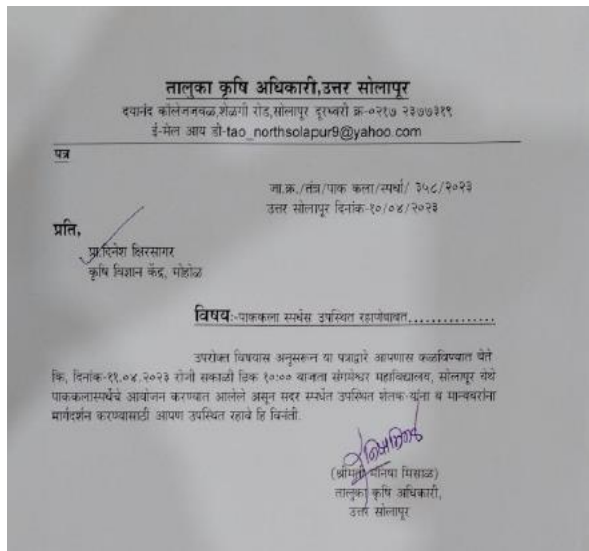 तालुका कृषि अधिकारी,उत्तर सोलापूर
दयानंद कॉलेजजवळ,शेळगी रोड,सोलापूर दूरध्वनी क्र-०२१७ २३७७३१९
ई-मेल आय डी-tao_northsolapur9@yahoo.com
पत्र
जा.क्र./तंत्र/पाक कला/स्पर्धा/ ३५८/२०२३
उत्तर सोलापूर दिनांक-१०/०४/२०२३
प्रति,
प्रा.दिनेश क्षिरसागर
कृषि विज्ञान केंद्र, मोहोळ
विषय:-पाककला स्पर्धेस उपस्थित रहाणेबाबत...............
उपरोक्त विषयास अनुसरून या पत्राद्वारे आपणास कळविण्यात येते
कि, दिनांक-११.०४.२०२३ रोजी सकाळी ठिक १०:०० वाजता संगमेश्वर महाविद्यालय, सोलापूर येथे
पाककलास्पर्धेचे आयोजन करण्यात आलेले असून सदर स्पर्धेत उपस्थित शेतक-यांना व मान्यवरांना
मार्गदर्शन करण्यासाठी आपण उपस्थित रहावे हि विनंती.
(श्रीमती मनिषा मिसाळ)
तालुका कृषि अधिकारी,
उत्तर सोलापूर